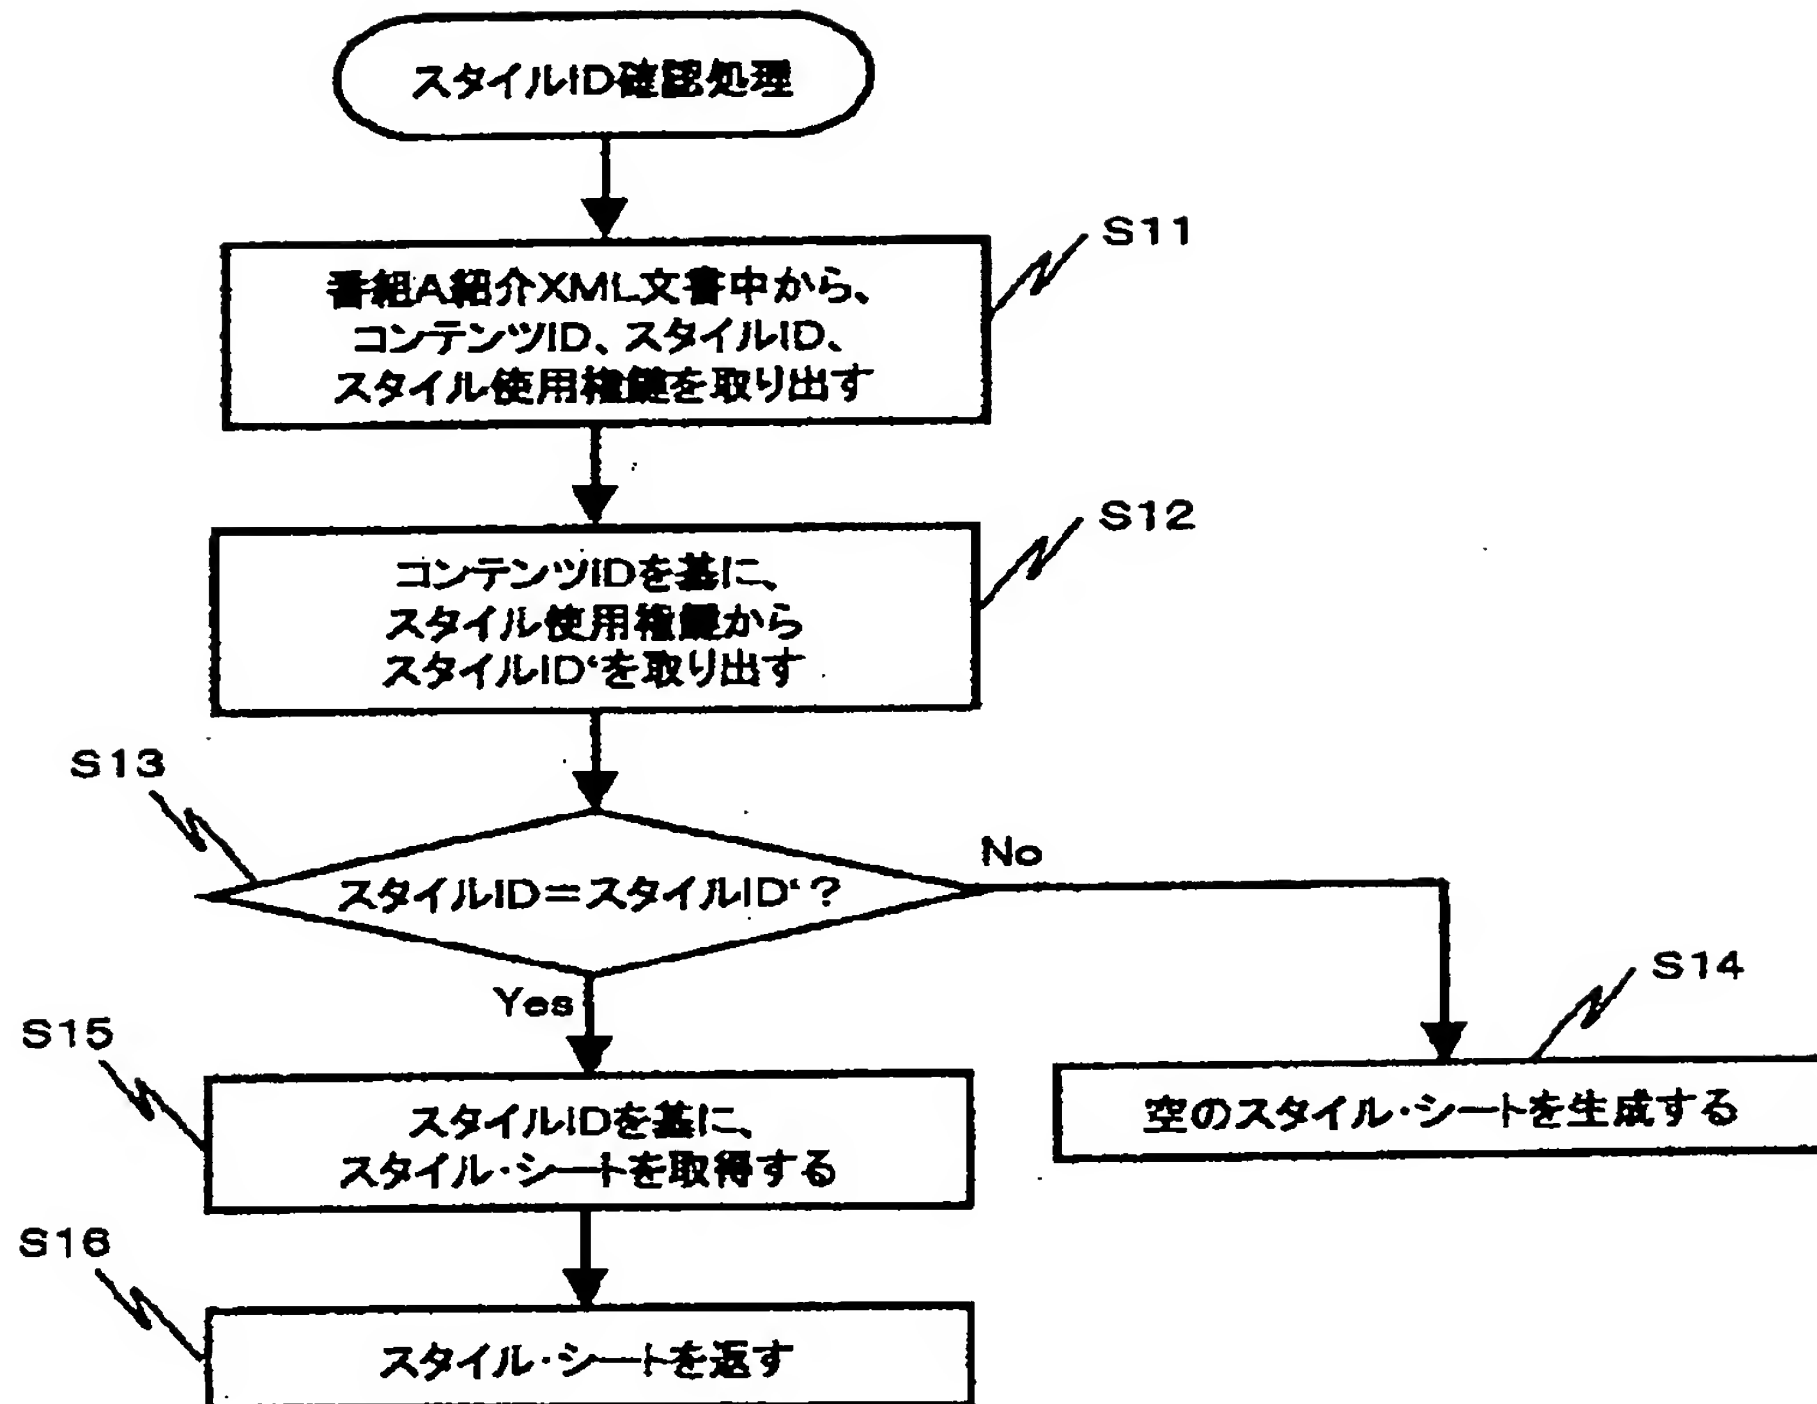 スタイルID確認処理
S11
番組A紹介XML文書中から、
コンテンツID、スタイルID、
スタイル使用権鍵を取り出す
S12
コンテンツIDを基に、
スタイル使用権鍵から
スタイルID‘を取り出す
S13
スタイルID=スタイルID‘?
No
Yes
S14
空のスタイル・シートを生成する
S15
スタイルIDを基に、
スタイル・シートを取得する
S16
スタイル・シートを返す